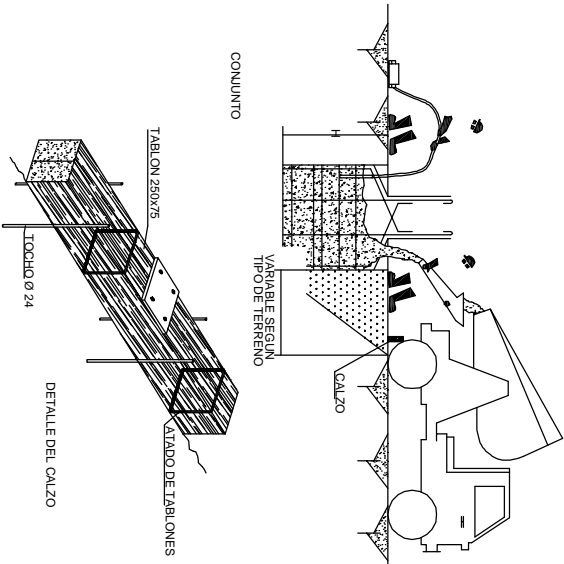 CONJUNTO
H
VARIABLE SEGUN
TIPO DE TERRENO
CALZO
TABLON 250x75
TOCHO Ø 24
ATADO DE TABLONES
DETALLE DEL CALZO